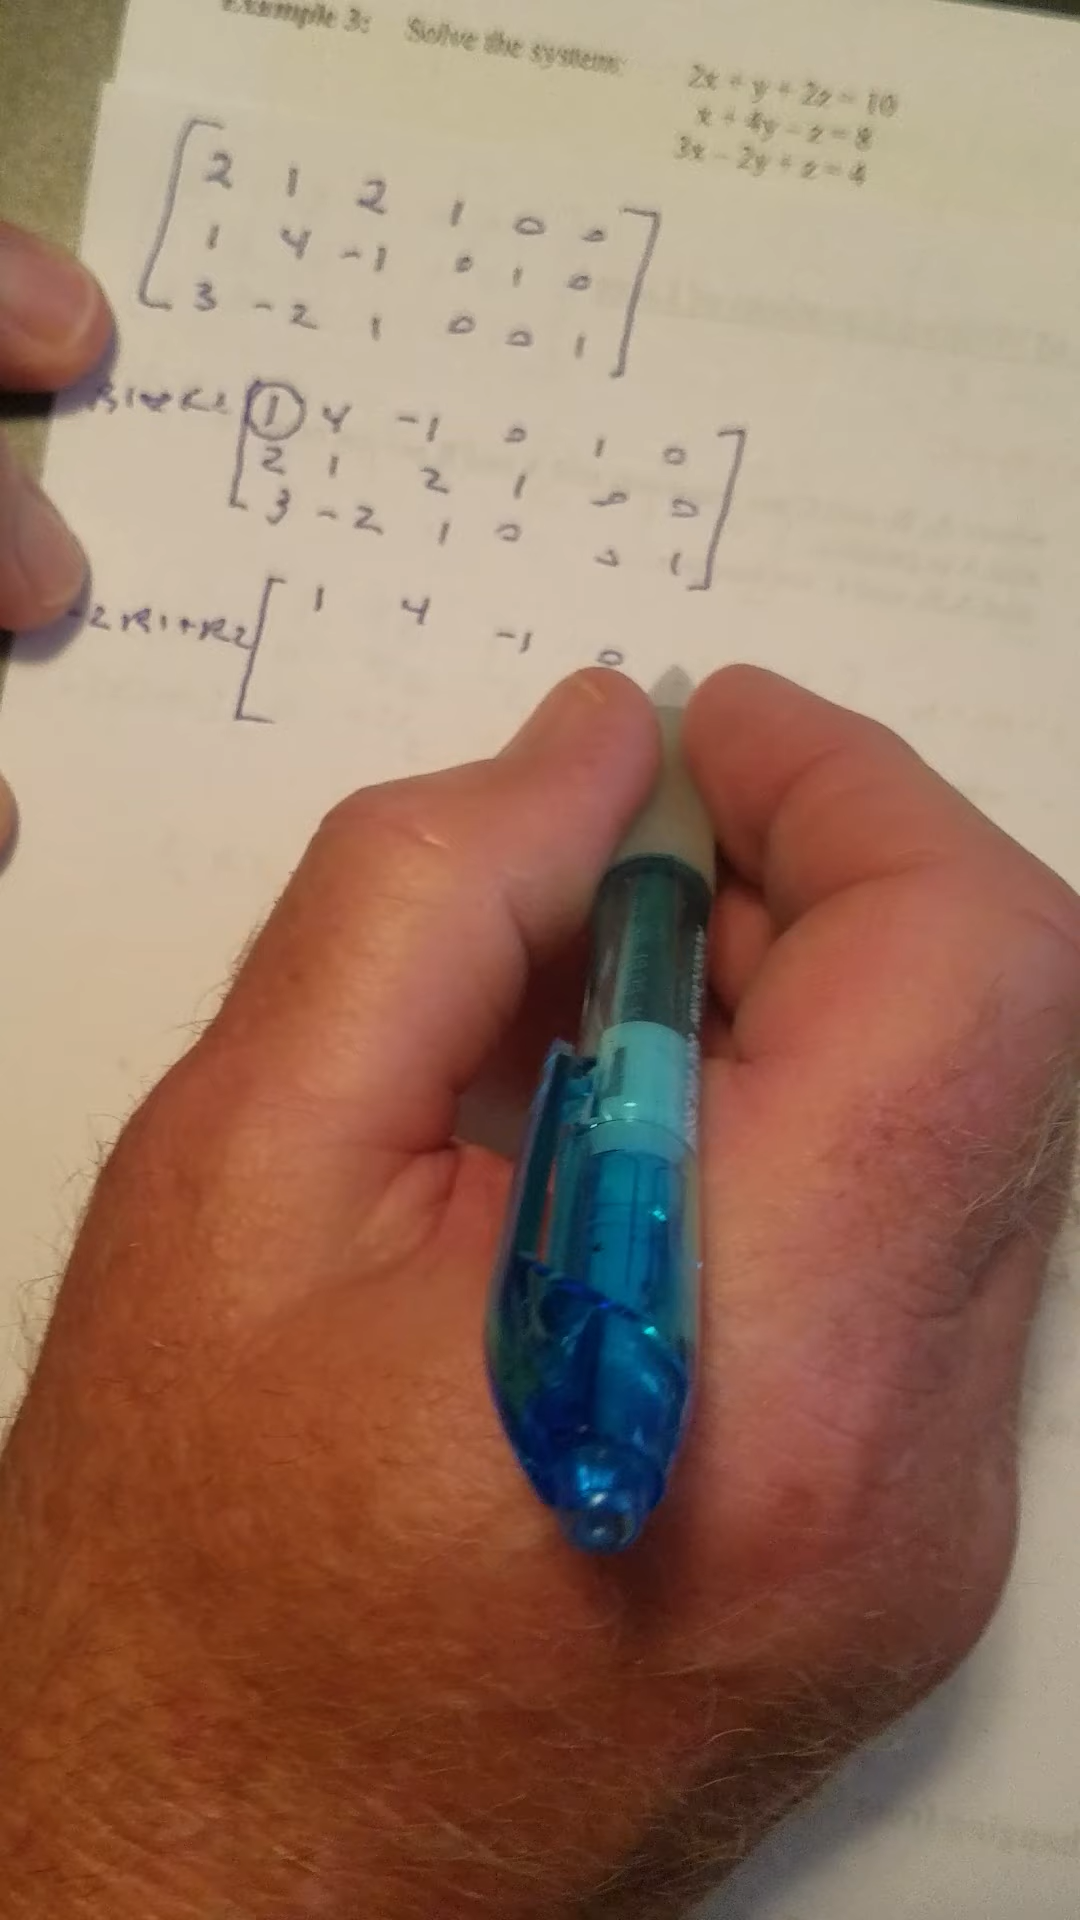 Example 3: Solve the system: 2x + y + 2z = 10
x + 4y - z = 8
3x - 2y + z = 4
2 1 2 1 0 0
1 4 -1 0 1 0
3 -2 1 0 0 1
1 4 -1 0 1 0
2 1 2 1 0 0
3 -2 1 0 0 1
-2R1+R2 1 4 -1 0